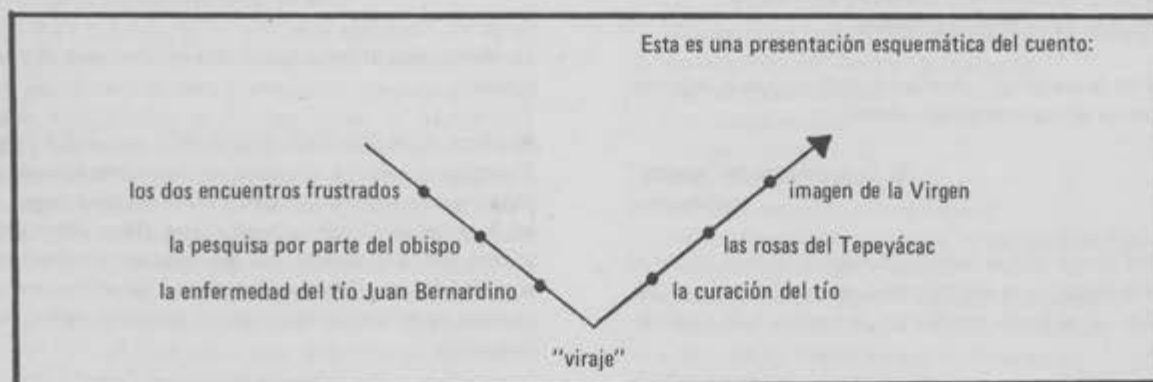 Esta es una presentación esquemática del cuento:
los dos encuentros frustrados
la pesquisa por parte del obispo
la enfermedad del tío Juan Bernardino
"viraje"
imagen de la Virgen
las rosas del Tepeyácac
la curación del tío